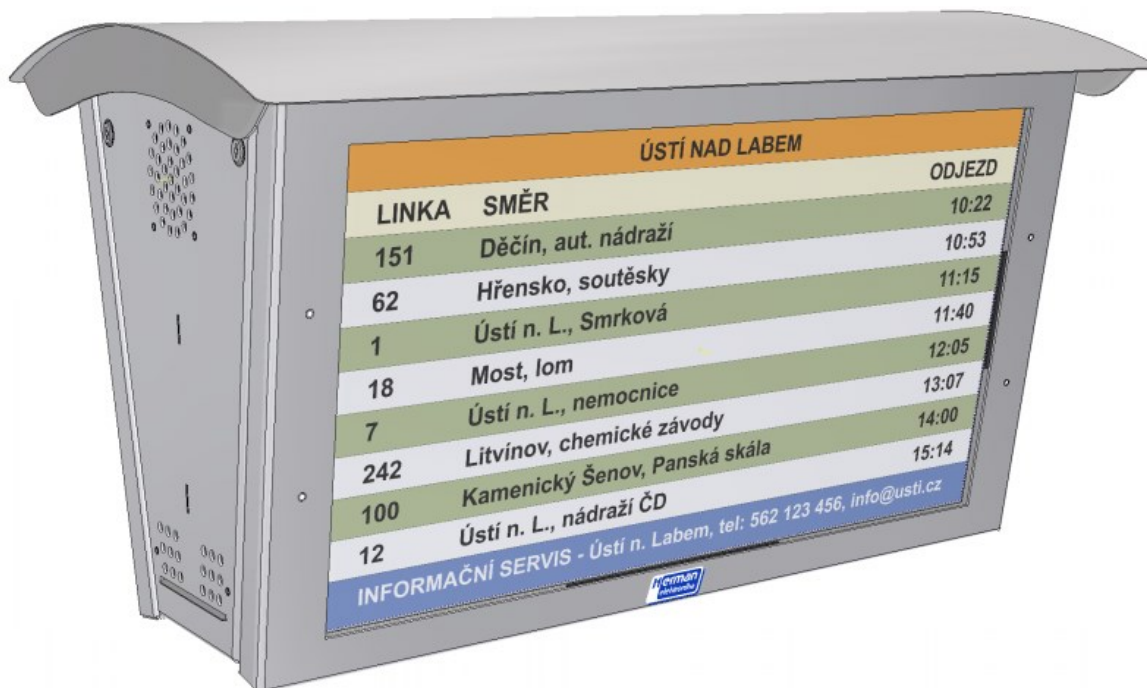 ÚSTÍ NAD LABEM
LINKA SMĚR ODJEZD
151 Děčín, aut. nádraží 10:22
62 Hřensko, soutěsky 10:53
1 Ústí n. L., Smrková 11:15
18 Most, lom 11:40
7 Ústí n. L., nemocnice 12:05
242 Litvínov, chemické závody 13:07
100 Kamenický Šenov, Panská skála 14:00
12 Ústí n. L., nádraží ČD 15:14
INFORMAČNÍ SERVIS - Ústí n. Labem, tel: 562 123 456, info@usti.cz
Herman
elektronika